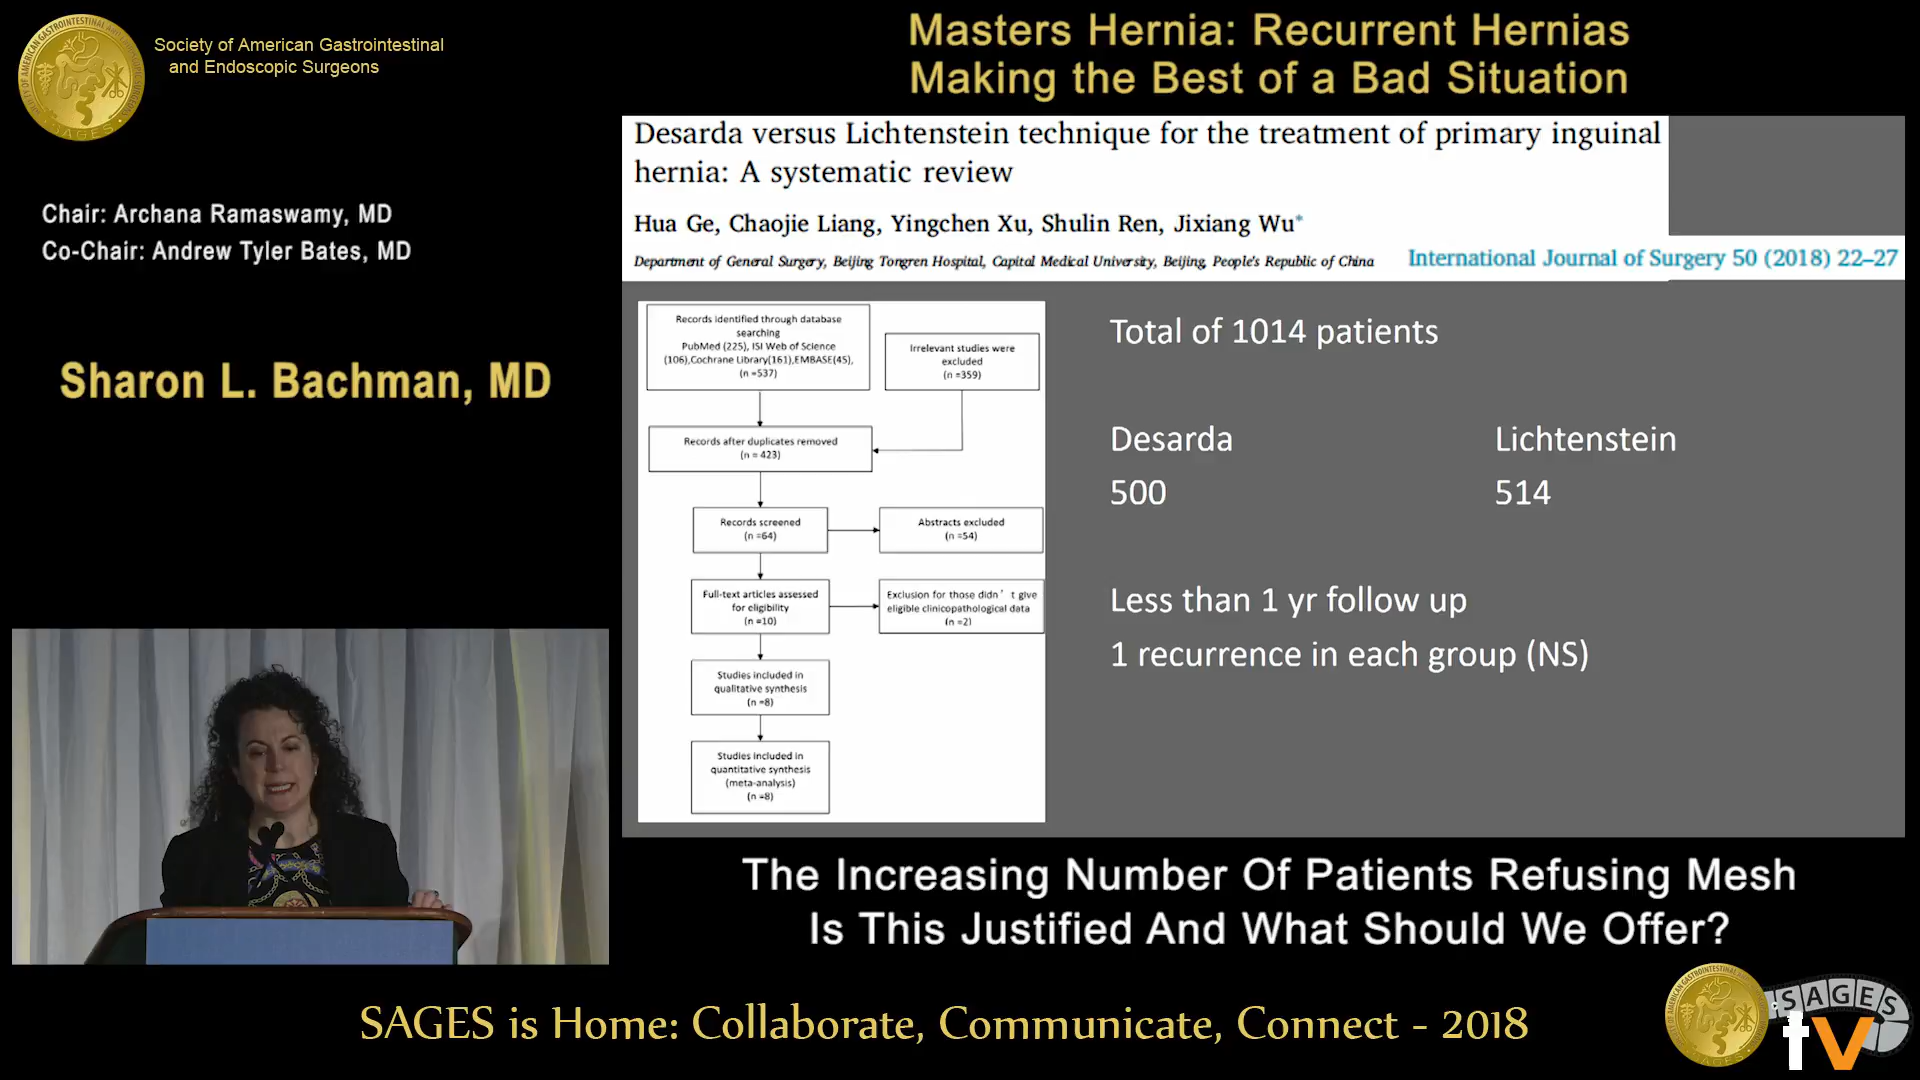 Society of American Gastrointestinal
and Endoscopic Surgeons
Masters Hernia: Recurrent Hernias
Making the Best of a Bad Situation
Chair: Archana Ramaswamy, MD
Co-Chair: Andrew Tyler Bates, MD
Sharon L. Bachman, MD
Desarda versus Lichtenstein technique for the treatment of primary inguinal
hernia: A systematic review
Hua Ge, Chaojie Liang, Yingchen Xu, Shulin Ren, Jixiang Wu*
Department of General Surgery, Beijing Tongren Hospital, Capital Medical University, Beijing, People's Republic of China
International Journal of Surgery 50 (2018) 22–27
Records identified through database
searching
PubMed (225), ISI Web of Science
(106),Cochrane Library(161),EMBASE(45),
(n =537)
Irrelevant studies were
excluded
(n =359)
Records after duplicates removed
(n = 423)
Records screened
(n =64)
Abstracts excluded
(n =54)
Full-text articles assessed
for eligibility
(n =10)
Exclusion for those didn't give
eligible clinicopathological data
(n =2)
Studies included in
qualitative synthesis
(n =8)
Studies included in
quantitative synthesis
(meta-analysis)
(n =8)
Total of 1014 patients
Desarda
Lichtenstein
500
514
Less than 1 yr follow up
1 recurrence in each group (NS)
The Increasing Number Of Patients Refusing Mesh
Is This Justified And What Should We Offer?
SAGES is Home: Collaborate, Communicate, Connect - 2018
SAGES
tv